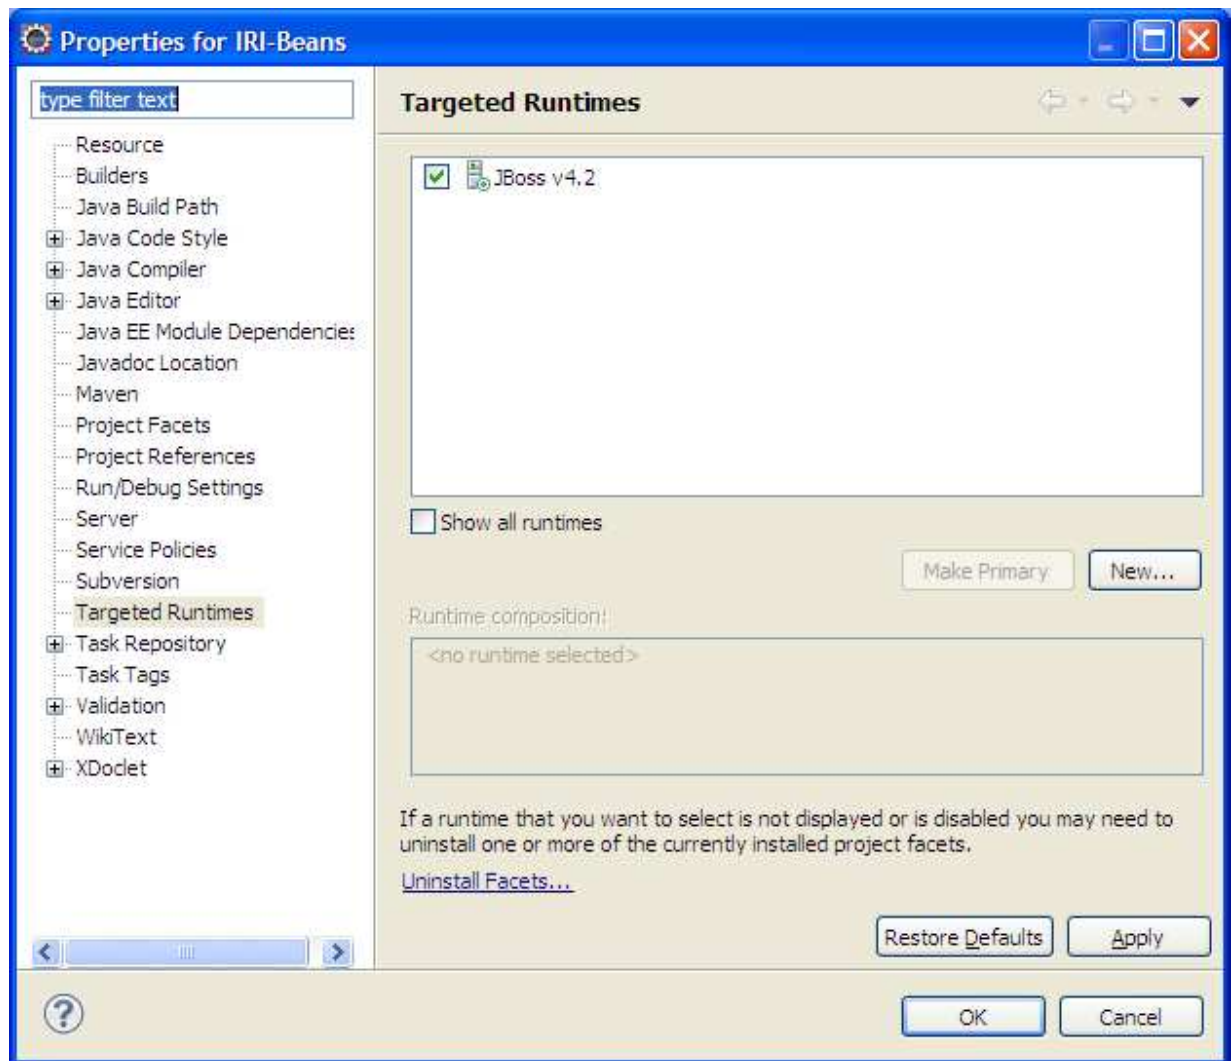 Properties for IRI-Beans
type filter text
Resource
Builders
Java Build Path
Java Code Style
Java Compiler
Java Editor
Java EE Module Dependencies
Javadoc Location
Maven
Project Facets
Project References
Run/Debug Settings
Server
Service Policies
Subversion
Targeted Runtimes
Task Repository
Task Tags
Validation
WikiText
XDoclet
Targeted Runtimes
JBoss v4.2
Show all runtimes
Make Primary
New...
Runtime composition:
<no runtime selected>
If a runtime that you want to select is not displayed or is disabled you may need to
uninstall one or more of the currently installed project facets.
Uninstall Facets...
Restore Defaults
Apply
OK
Cancel